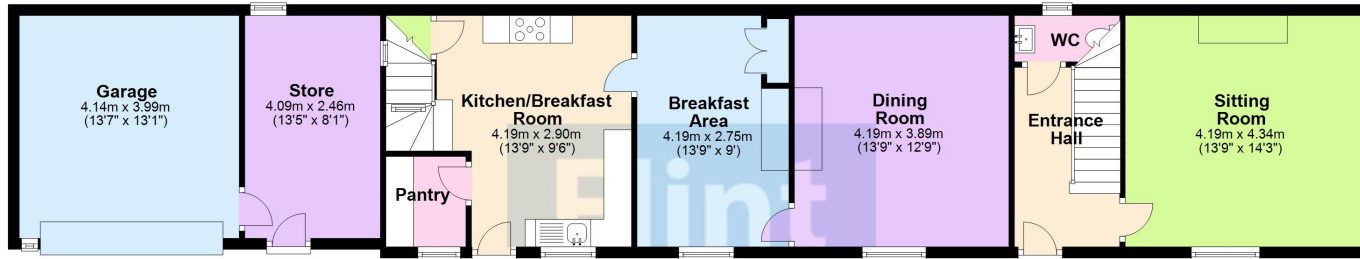 Garage
4.14m x 3.99m
(13'7" x 13'1")
Store
4.09m x 2.46m
(13'5" x 8'1")
Kitchen/Breakfast
Room
4.19m x 2.90m
(13'9" x 9'6")
Pantry
Breakfast
Area
4.19m x 2.75m
(13'9" x 9')
Dining
Room
4.19m x 3.89m
(13'9" x 12'9")
WC
Entrance
Hall
Sitting
Room
4.19m x 4.34m
(13'9" x 14'3")
Flint